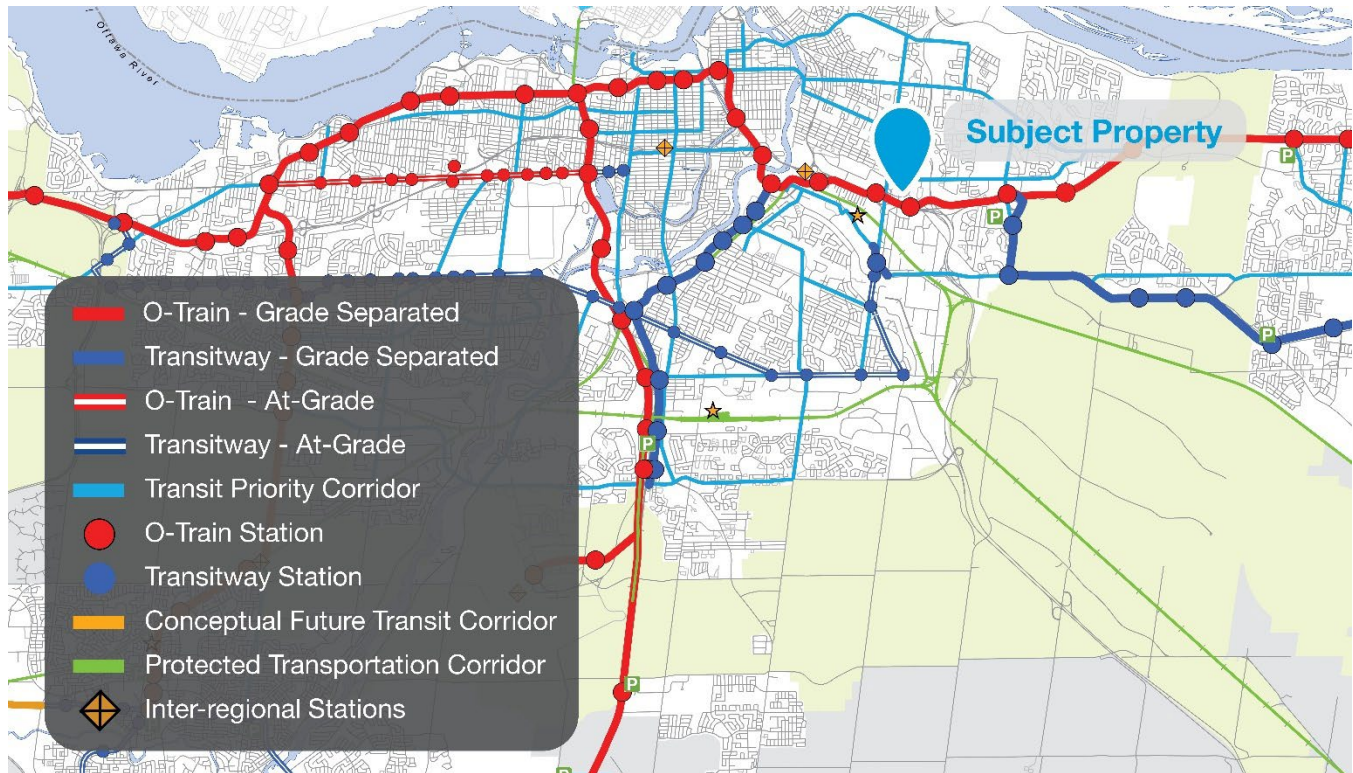 Ottawa River
Subject Property
P
P
P
P
P
P
P
O-Train - Grade Separated
Transitway - Grade Separated
O-Train  - At-Grade
Transitway - At-Grade
Transit Priority Corridor
O-Train Station
Transitway Station
Conceptual Future Transit Corridor
Protected Transportation Corridor
Inter-regional Stations